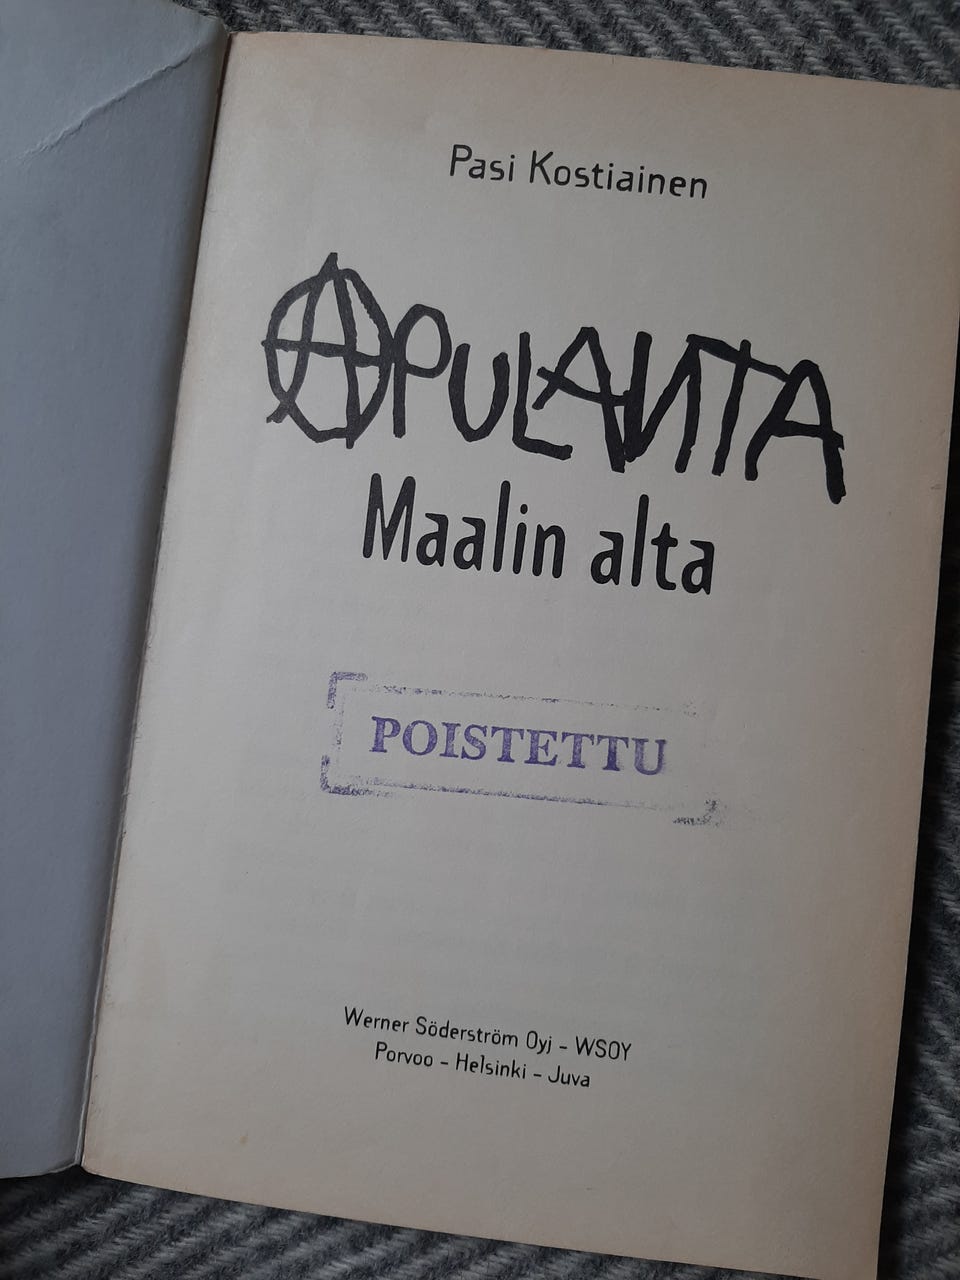 Pasi Kostiainen
APULANTA
Maalin alta
POISTETTU
Werner Söderström Oyj – WSOY
Porvoo – Helsinki – Juva